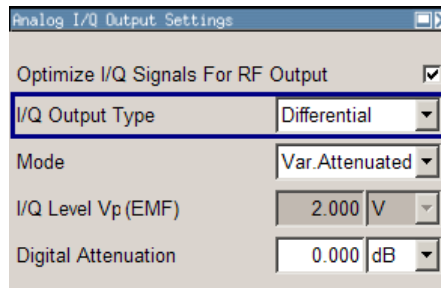 Analog I/Q Output Settings
Optimize I/Q Signals For RF Output
I/Q Output Type Differential
Mode Var.Attenuated
I/Q Level Vp (EMF) 2.000 V
Digital Attenuation 0.000 dB